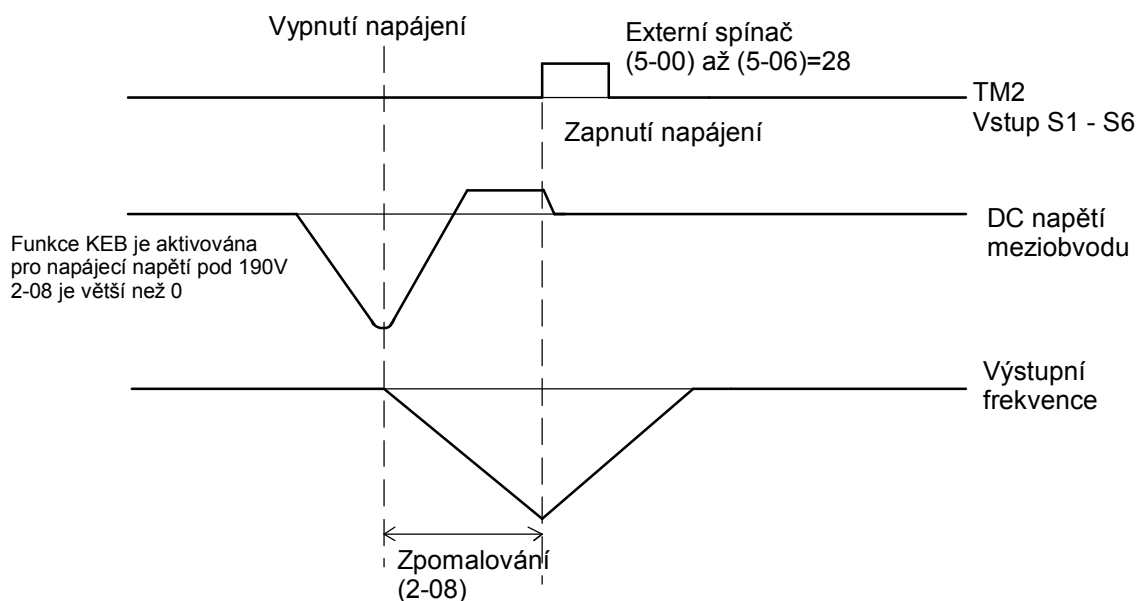 Vypnutí napájení
Externí spínač
(5-00) až (5-06)=28
TM2
Vstup S1 - S6
Zapnutí napájení
DC napětí
meziobvodu
Funkce KEB je aktivována
pro napájecí napětí pod 190V
2-08 je větší než 0
Výstupní
frekvence
Zpomalování
(2-08)